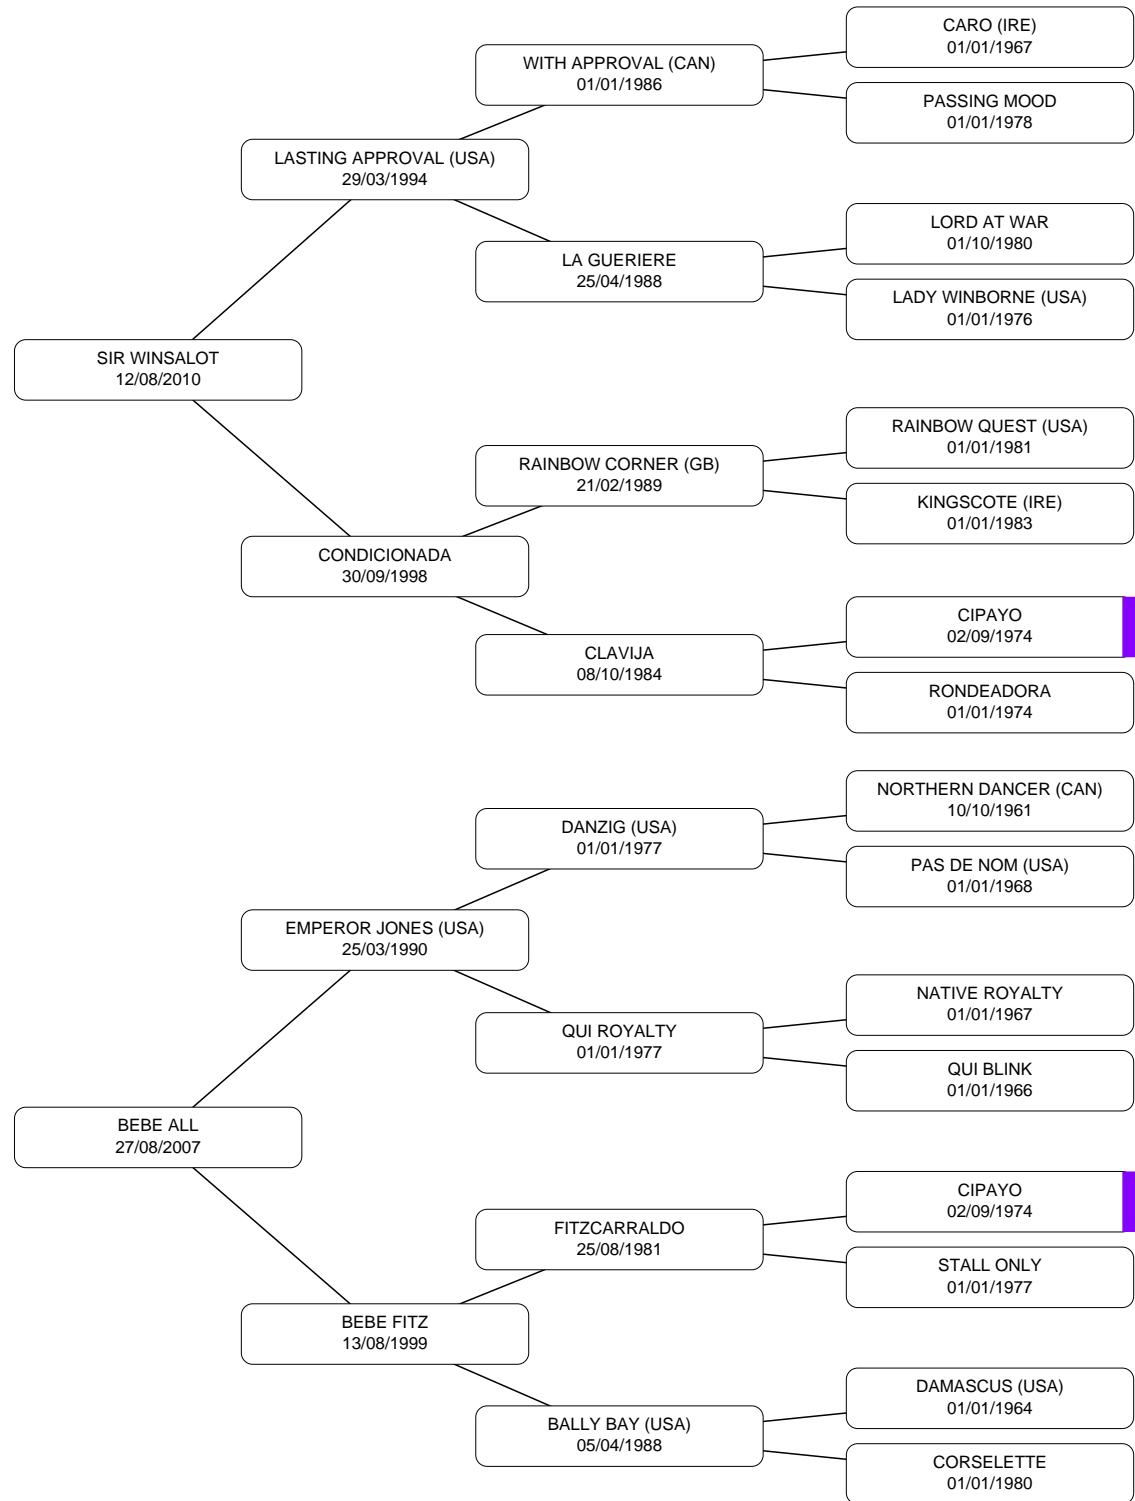 CARO (IRE)
01/01/1967
WITH APPROVAL (CAN)
01/01/1986
PASSING MOOD
01/01/1978
LASTING APPROVAL (USA)
29/03/1994
LORD AT WAR
01/10/1980
LA GUERIERE
25/04/1988
LADY WINBORNE (USA)
01/01/1976
SIR WINSALOT
12/08/2010
RAINBOW QUEST (USA)
01/01/1981
RAINBOW CORNER (GB)
21/02/1989
KINGSCOTE (IRE)
01/01/1983
CONDICIONADA
30/09/1998
CIPAYO
02/09/1974
CLAVIJA
08/10/1984
RONDEADORA
01/01/1974
NORTHERN DANCER (CAN)
10/10/1961
DANZIG (USA)
01/01/1977
PAS DE NOM (USA)
01/01/1968
EMPEROR JONES (USA)
25/03/1990
NATIVE ROYALTY
01/01/1967
QUI ROYALTY
01/01/1977
QUI BLINK
01/01/1966
BEBE ALL
27/08/2007
CIPAYO
02/09/1974
FITZCARRALDO
25/08/1981
STALL ONLY
01/01/1977
BEBE FITZ
13/08/1999
DAMASCUS (USA)
01/01/1964
BALLY BAY (USA)
05/04/1988
CORSELETTE
01/01/1980